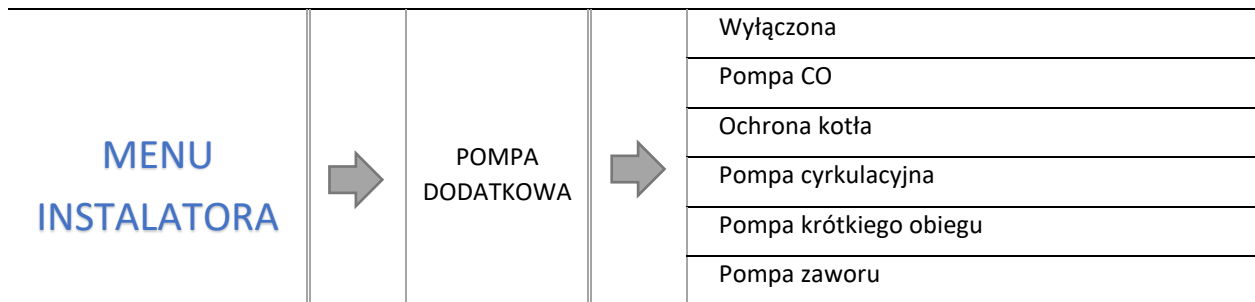 MENU
INSTALATORA
POMPA
DODATKOWA
Wyłączona
Pompa CO
Ochrona kotła
Pompa cyrkulacyjna
Pompa krótkiego obiegu
Pompa zaworu